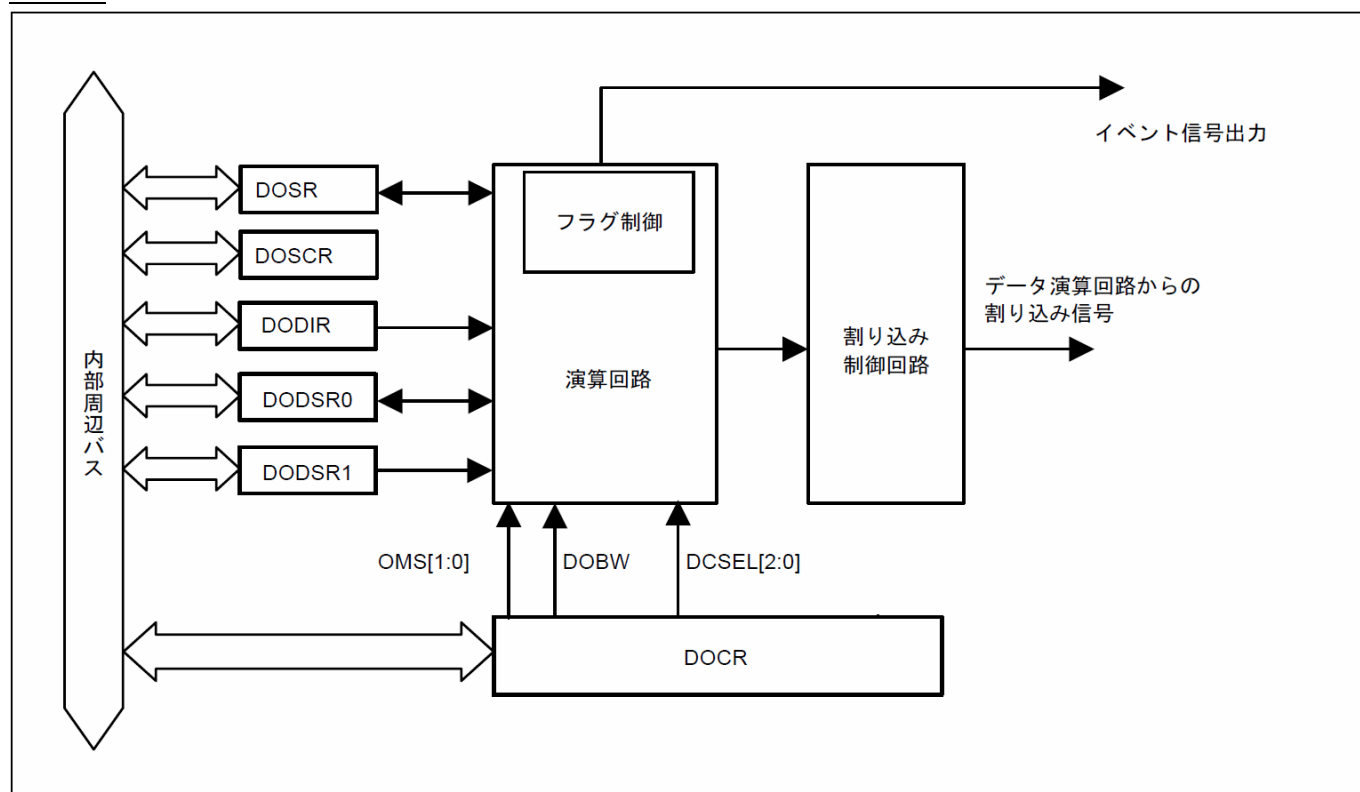 イベント信号出力
DOSR
フラグ制御
DOSCR
データ演算回路からの
割り込み信号
DODIR
割り込み
制御回路
内部周辺バス
演算回路
DODSR0
DODSR1
OMS[1:0]
DOBW
DCSEL[2:0]
DOCR